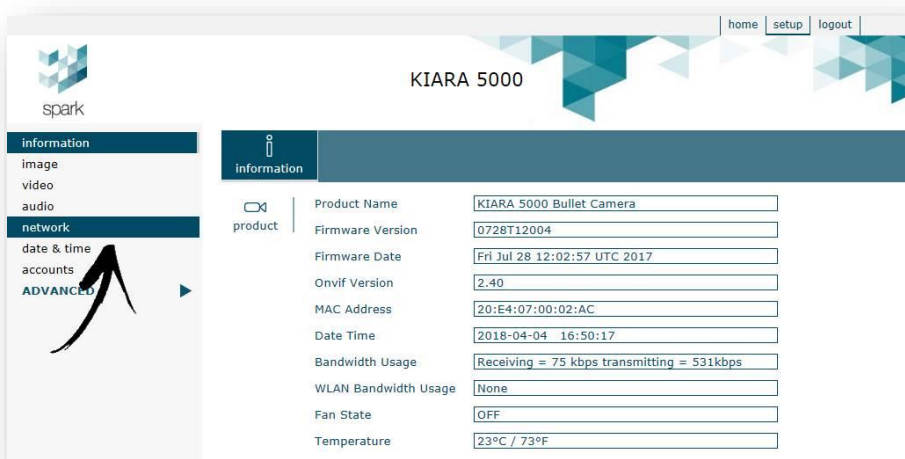 home setup logout
spark
KIARA 5000
information
image
video
audio
network
date & time
accounts
ADVANCED
information
product
Product Name KIARA 5000 Bullet Camera
Firmware Version 0728T12004
Firmware Date Fri Jul 28 12:02:57 UTC 2017
Onvif Version 2.40
MAC Address 20:E4:07:00:02:AC
Date Time 2018-04-04 16:50:17
Bandwidth Usage Receiving = 75 kbps transmitting = 531kbps
WLAN Bandwidth Usage None
Fan State OFF
Temperature 23ºC / 73ºF